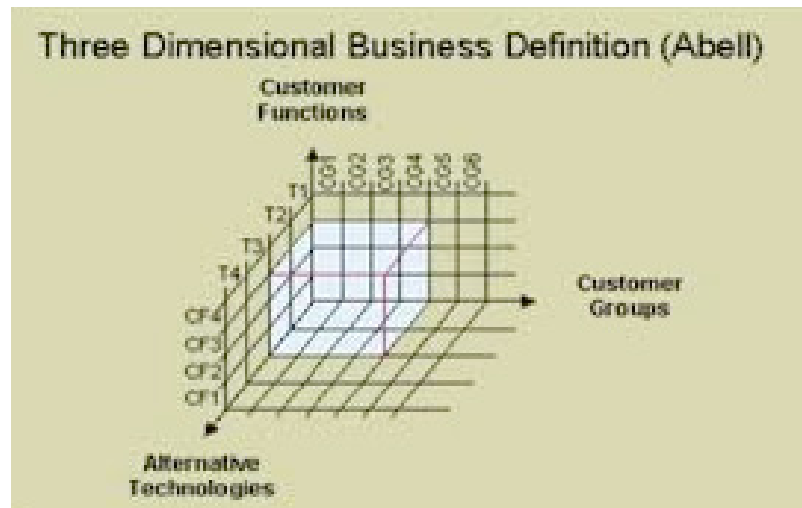 Three Dimensional Business Definition (Abell)
Customer
Functions
CG1
CG2
CG3
CG4
CG5
CG6
T1
T2
T3
T4
CF4
CF3
CF2
CF1
Customer
Groups
Alternative
Technologies